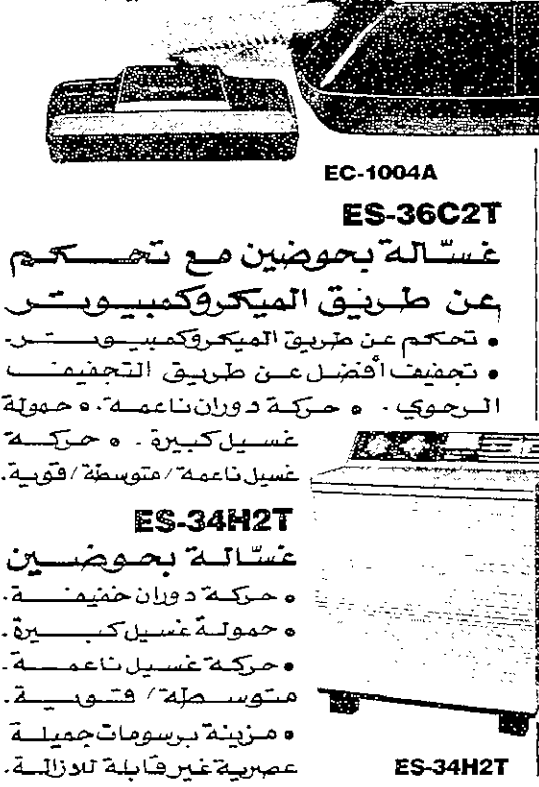 EC-1004A
ES-36C2T
غسّالة بحوضين مع تحكم
عن طريق الميكروكمبيوتر
• تحكم عن طريق الميكروكمبيوتر.
• تجفيف أفضل عن طريق التجفيف
الرحوي. • حركة دوران ناعمة. • حمولة
غسيل كبيرة. • حركة
غسيل ناعمة/متوسطة/قوية.
ES-34H2T
غسّالة بحوضين
• حركة دوران خفيفة.
• حمولة غسيل كبيرة.
• حركة غسيل ناعمة.
متوسطة/قوية.
• مزينة برسومات جميلة
عصرية غير قابلة للازالة.
ES-34H2T